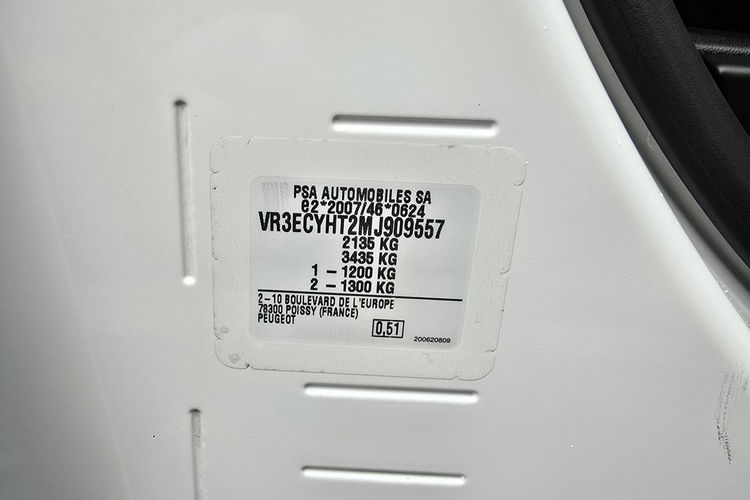 PSA AUTOMOBILES SA
e2*2007/46*0624
VR3ECYHT2MJ909557
2135 KG
3435 KG
1 - 1200 KG
2 - 1300 KG
2-10 BOULEVARD DE L'EUROPE
78300 POISSY (FRANCE)
PEUGEOT
0,51
200620809